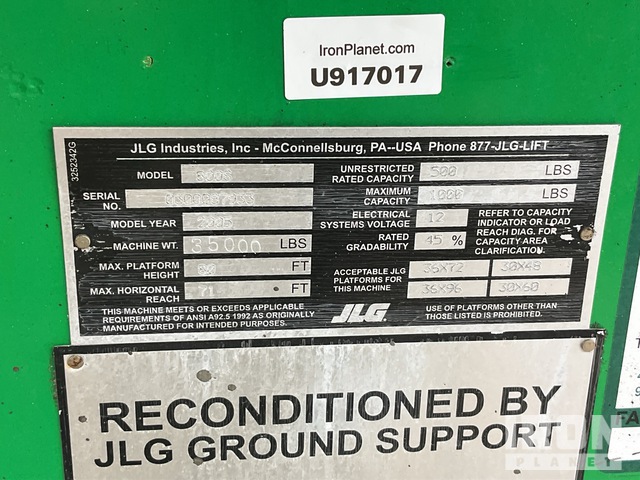 IronPlanet.com
U917017
3252342G
JLG Industries, Inc - McConnellsburg, PA--USA Phone 877-JLG-LIFT
MODEL
UNRESTRICTED RATED CAPACITY 500 LBS
SERIAL NO.
MAXIMUM CAPACITY 1000 LBS
MODEL YEAR
ELECTRICAL SYSTEMS VOLTAGE 12
MACHINE WT. 35000 LBS
RATED GRADABILITY 45 %
REFER TO CAPACITY
INDICATOR OR LOAD
REACH DIAG. FOR
CAPACITY AREA
CLARIFICATION.
MAX. PLATFORM HEIGHT FT
MAX. HORIZONTAL REACH FT
ACCEPTABLE JLG
PLATFORMS FOR
THIS MACHINE
36X72 30X48
36X96 30X60
THIS MACHINE MEETS OR EXCEEDS APPLICABLE
REQUIREMENTS OF ANSI A92.5 1992 AS ORIGINALLY
MANUFACTURED FOR INTENDED PURPOSES.
JLG
USE OF PLATFORMS OTHER THAN
THOSE LISTED IS PROHIBITED.
RECONDITIONED BY
JLG GROUND SUPPORT
IRON
PLANET